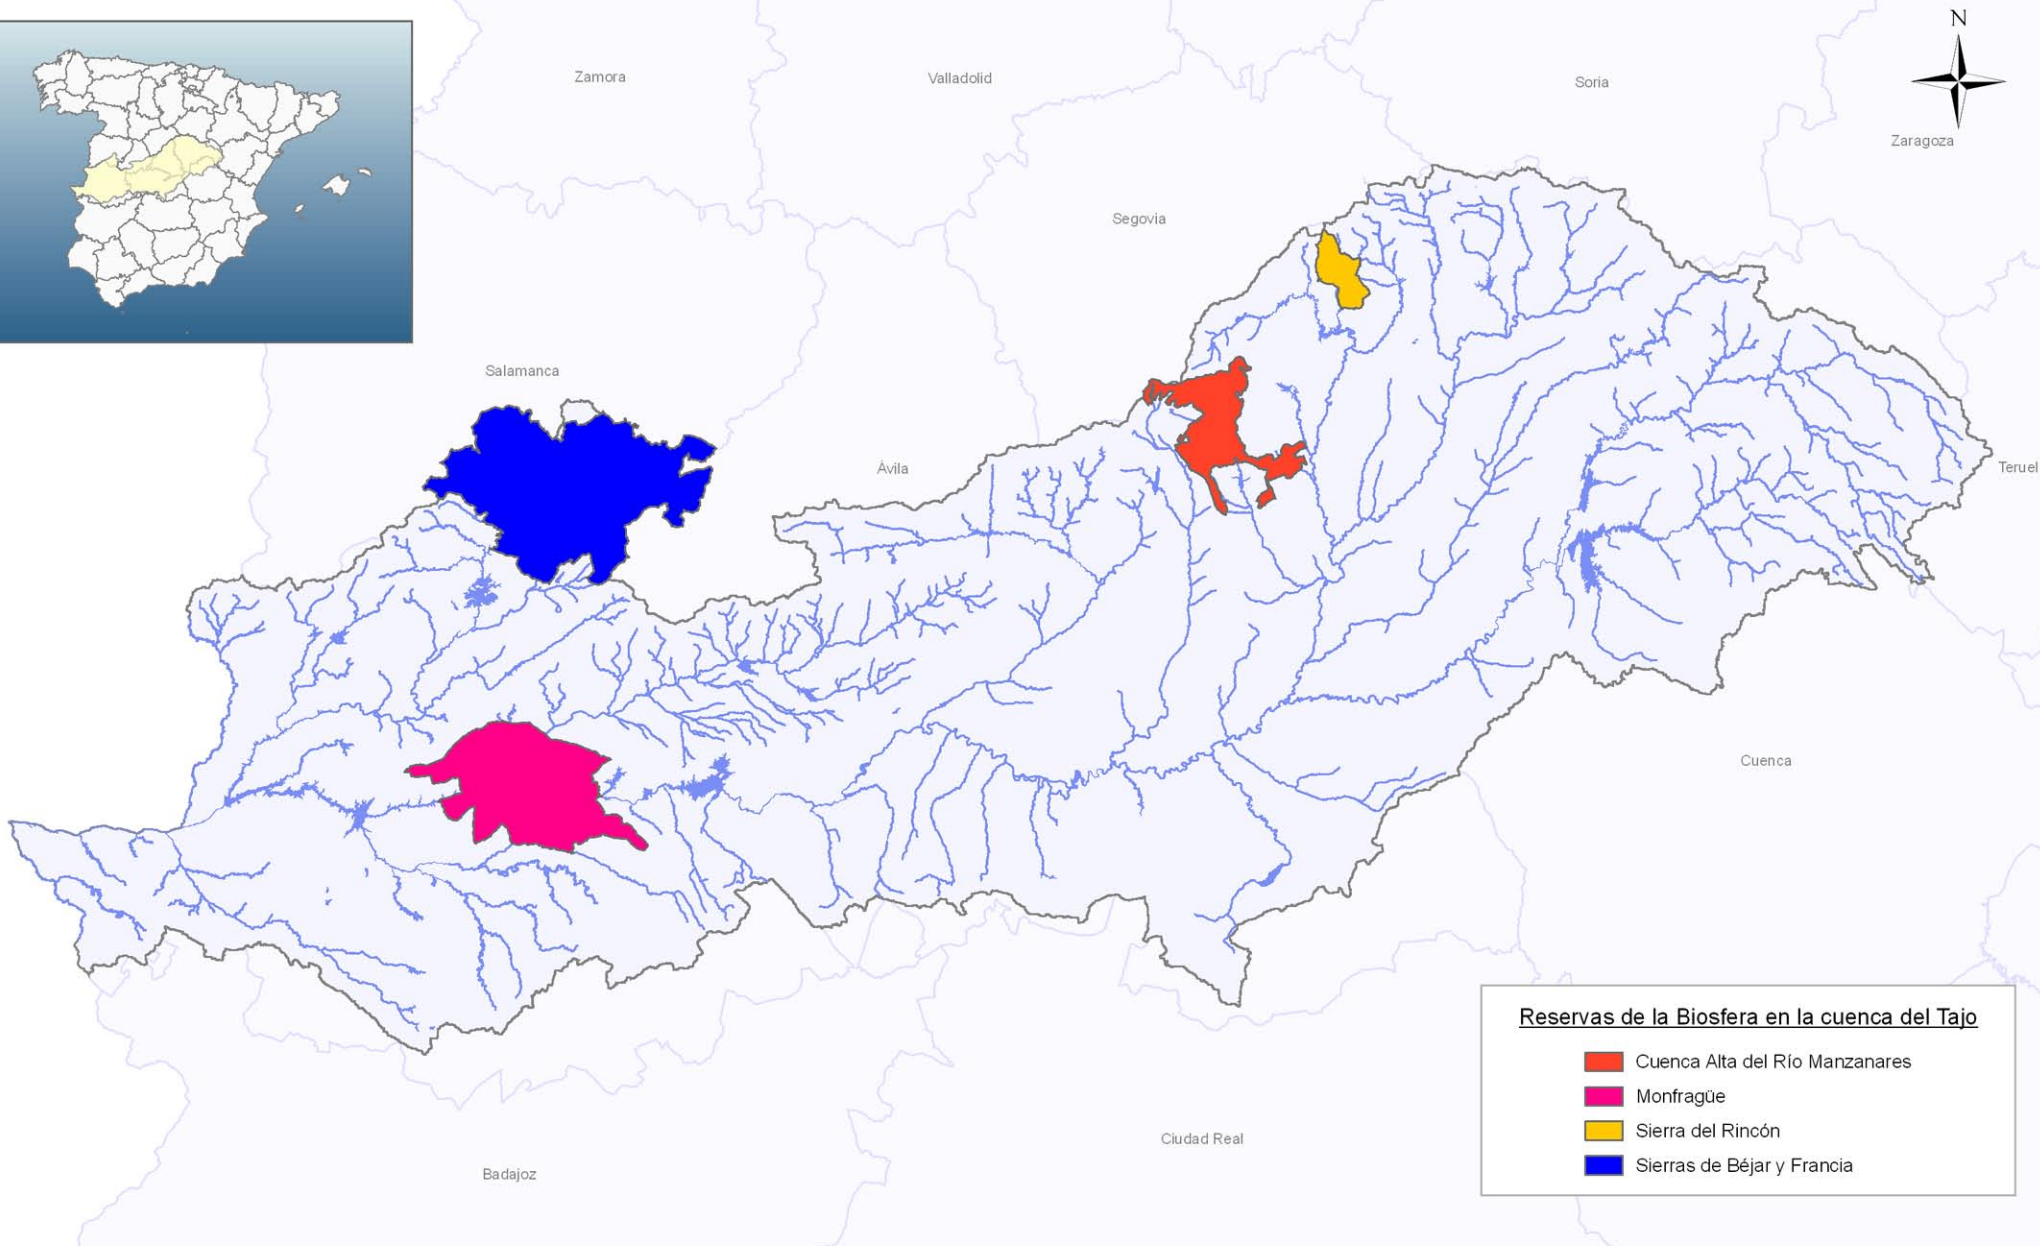 N
Zamora
Valladolid
Soria
Zaragoza
Segovia
Salamanca
Ávila
Teruel
Cuenca
Ciudad Real
Badajoz
Reservas de la Biosfera en la cuenca del Tajo
Cuenca Alta del Río Manzanares
Monfragüe
Sierra del Rincón
Sierras de Béjar y Francia